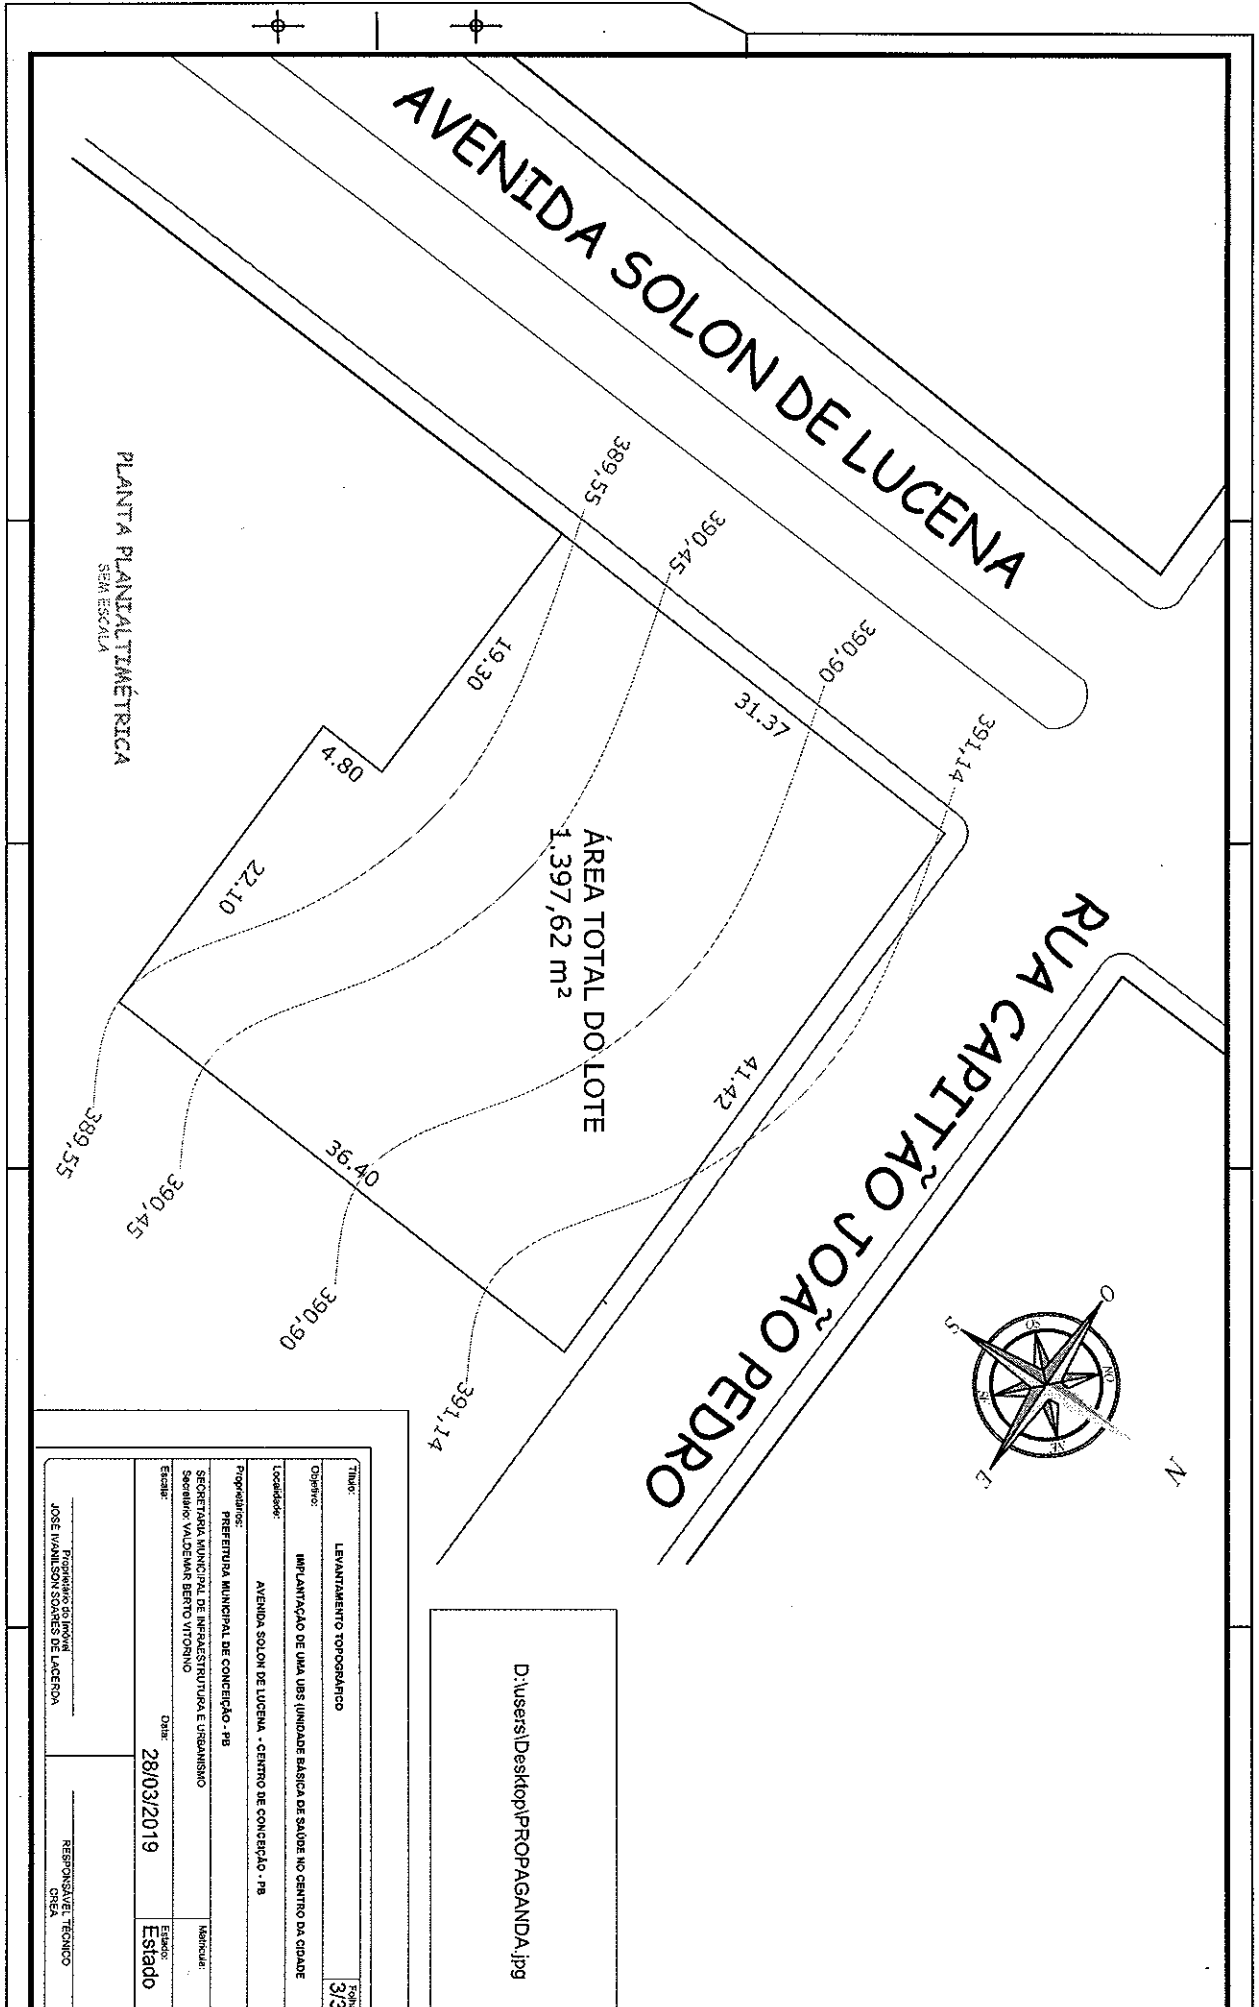 AVENIDA SOLON DE LUCENA
RUA CAPITÃO JOÃO PEDRO
389,55
390,45
390,90
391,14
19.30
31.37
4.80
ÁREA TOTAL DO LOTE
1.397,62 m²
22.10
41.42
36.40
389,55
390,45
390,90
391,14
PLANTA PLANIALTIMÉTRICA
SEM ESCALA
N
NO
O
SO
S
SE
E
NE
D:\users\Desktop\PROPAGANDA.jpg
Título:
LEVANTAMENTO TOPOGRÁFICO
Folha
3/3
Objetivo:
IMPLANTAÇÃO DE UMA UBS (UNIDADE BÁSICA DE SAÚDE NO CENTRO DA CIDADE
Localidade:
AVENIDA SOLON DE LUCENA - CENTRO DE CONCEIÇÃO - PB
Proprietários:
PREFEITURA MUNICIPAL DE CONCEIÇÃO - PB
SECRETARIA MUNICIPAL DE INFRAESTRUTURA E URBANISMO
Secretário: VALDEMAR BERTO VITORINO
Matrícula:
Escala:
Data:
28/03/2019
Estado:
Estado
Proprietário do Imóvel
JOSÉ IVANILSON SOARES DE LACERDA
RESPONSÁVEL TÉCNICO
CREA